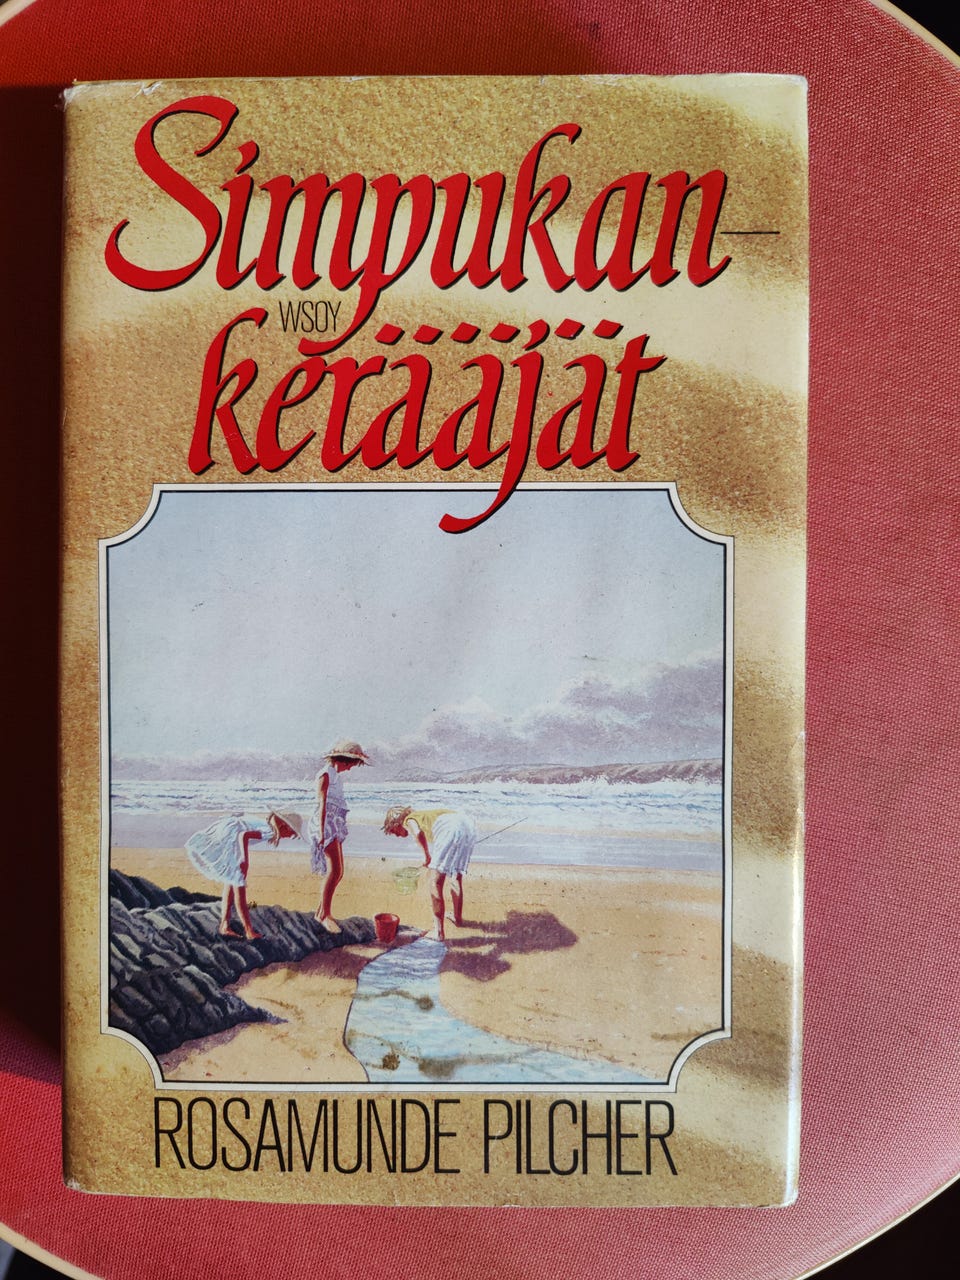 Simpukan—
WSOY
kerääjät
ROSAMUNDE PILCHER